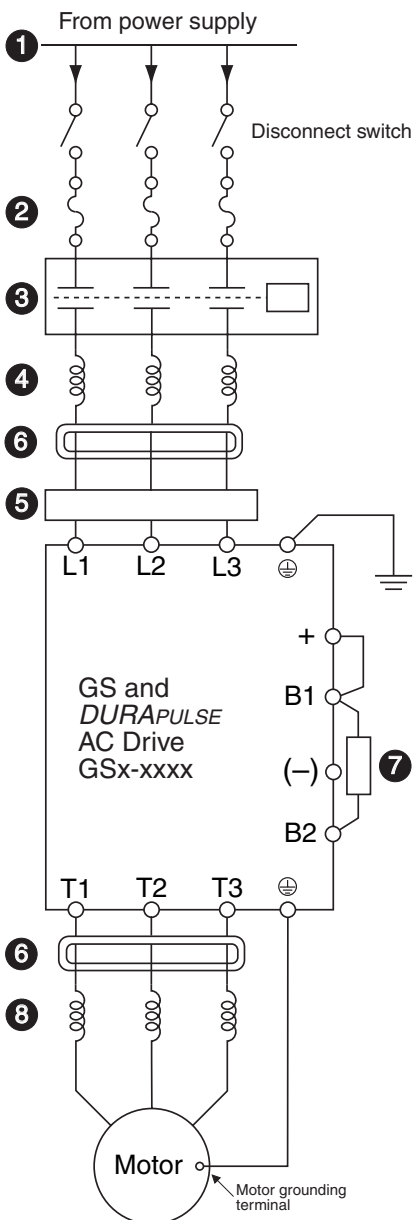 From power supply
1
Disconnect switch
2
3
4
6
5
L1 L2 L3
+
B1
GS and
DURAPULSE
AC Drive
GSx-xxxx
(–)
7
B2
T1 T2 T3
6
8
Motor
Motor grounding
terminal